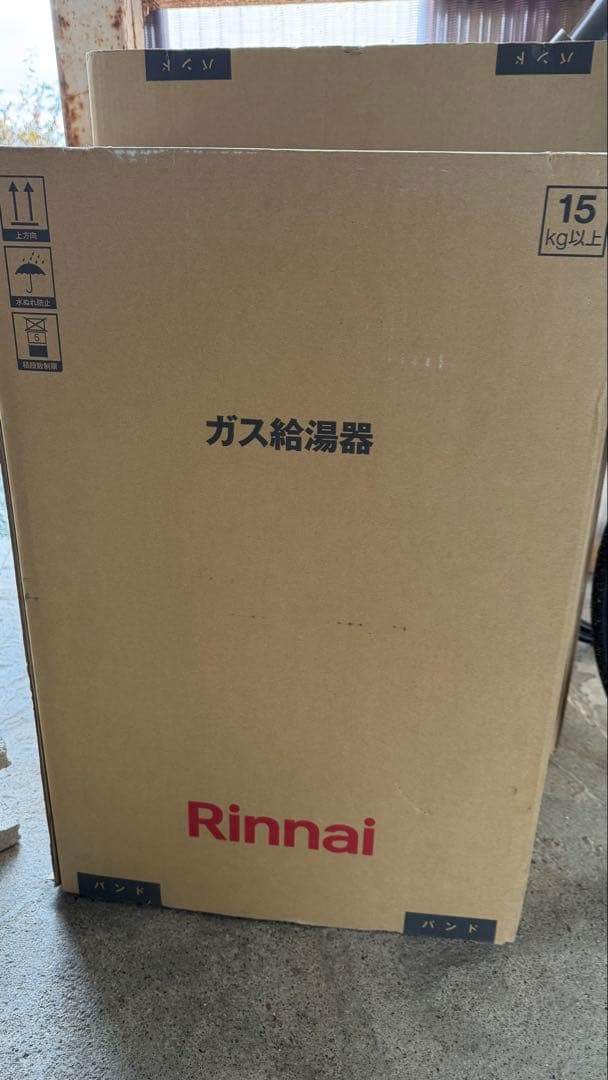 バンド
バンド
上方向
水ぬれ防止
6
積段数制限
15
kg以上
ガス給湯器
Rinnai
バンド
バンド